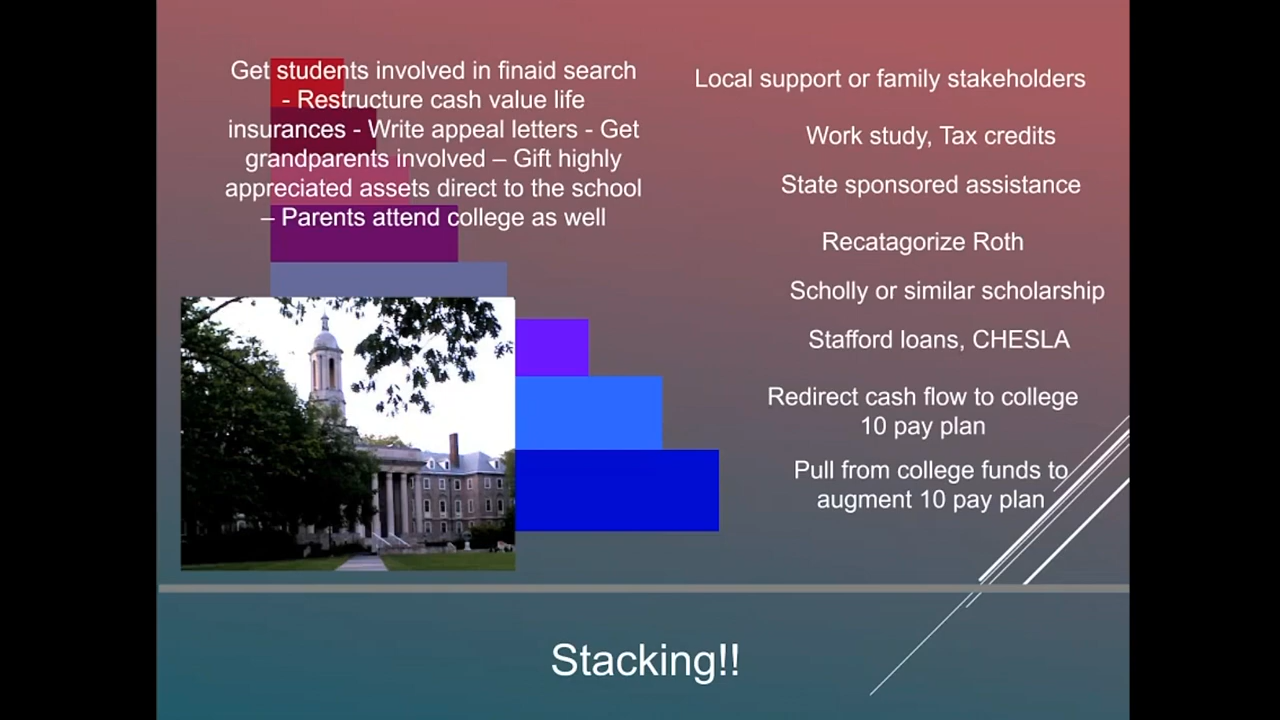 Get students involved in finaid search
- Restructure cash value life
insurances - Write appeal letters - Get
grandparents involved – Gift highly
appreciated assets direct to the school
– Parents attend college as well
Local support or family stakeholders
Work study, Tax credits
State sponsored assistance
Recatagorize Roth
Scholly or similar scholarship
Stafford loans, CHESLA
Redirect cash flow to college
10 pay plan
Pull from college funds to
augment 10 pay plan
Stacking!!